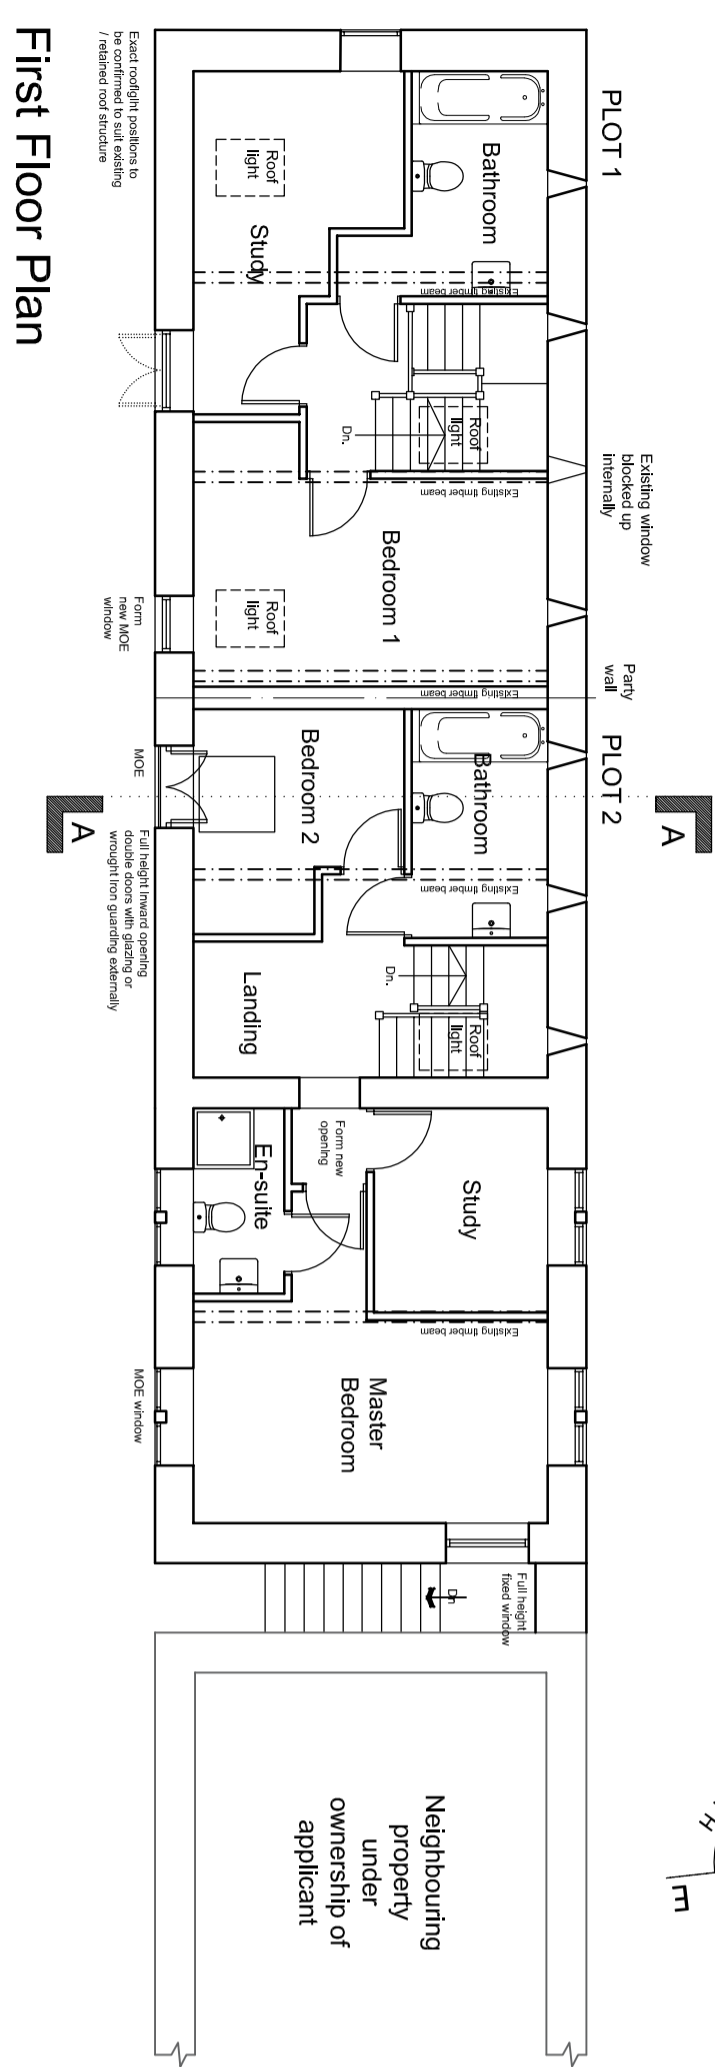 PLOT 1
Existing window
blocked up
internally
Party
wall
PLOT 2
A
A
Bathroom
Existing timber beam
Roof
light
Study
Dn.
Roof
light
Existing timber beam
Bedroom 1
Roof
light
Existing timber beam
Bathroom
Bedroom 2
Existing timber beam
Dn.
Roof
light
Landing
Form new
opening
En-suite
Study
Existing timber beam
Master
Bedroom
Full height
fixed window
Dn
Neighbouring
property
under
ownership of
applicant
Exact rooflight positions to
be confirmed to suit existing
/ retained roof structure
Form
new MOE
window
MOE
Full height inward opening
double doors with glazing or
wrought iron guarding externally
MOE window
E
First Floor Plan